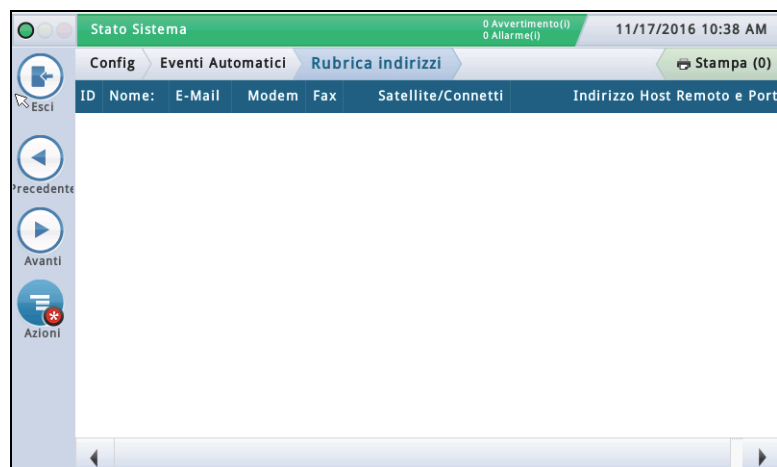 Stato Sistema
0 Avvertimento(i)
0 Allarme(i)
11/17/2016 10:38 AM
Config
Eventi Automatici
Rubrica indirizzi
Stampa (0)
ID Nome: E-Mail Modem Fax Satellite/Connetti Indirizzo Host Remoto e Port
Esci
Precedente
Avanti
Azioni